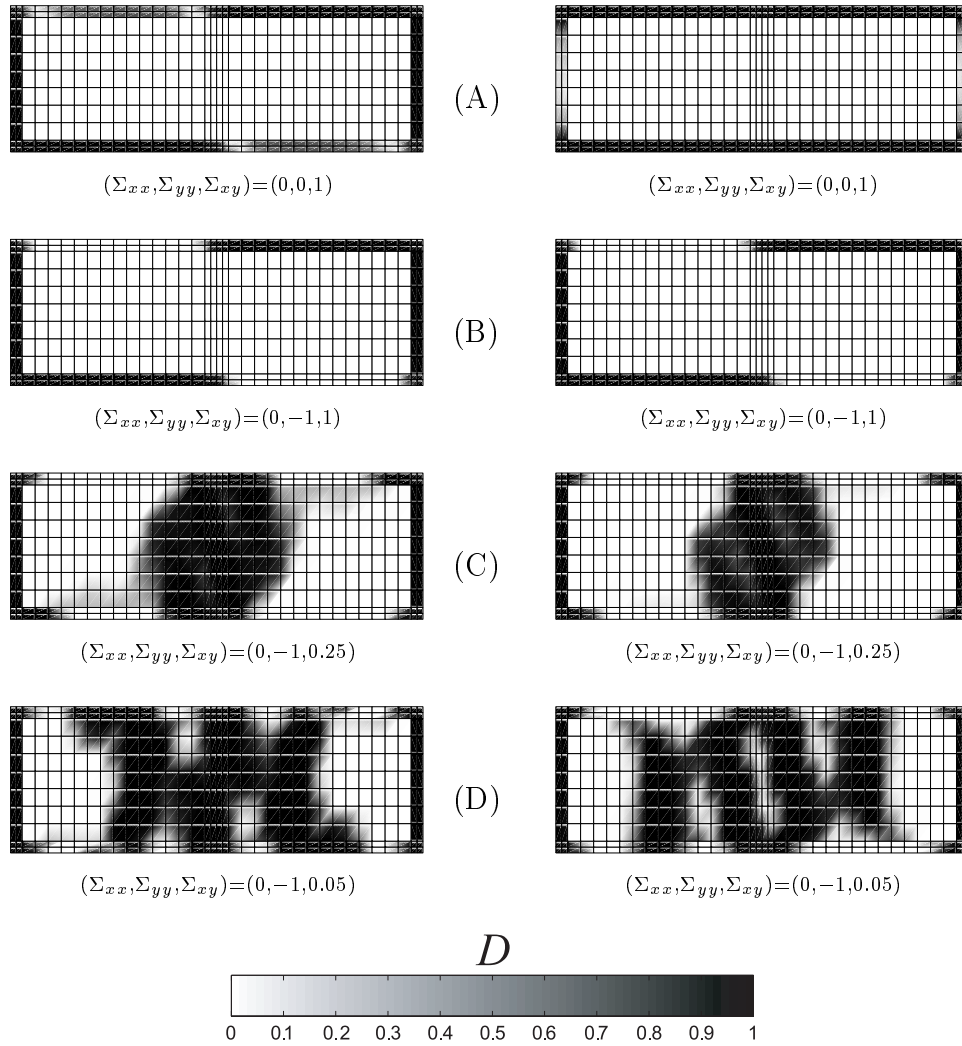 (A)
(Σxx,Σyy,Σxy)=(0,0,1) (Σxx,Σyy,Σxy)=(0,0,1)
(B)
(Σxx,Σyy,Σxy)=(0,−1,1) (Σxx,Σyy,Σxy)=(0,−1,1)
(C)
(Σxx,Σyy,Σxy)=(0,−1,0.25) (Σxx,Σyy,Σxy)=(0,−1,0.25)
(D)
(Σxx,Σyy,Σxy)=(0,−1,0.05) (Σxx,Σyy,Σxy)=(0,−1,0.05)
D
0 0.1 0.2 0.3 0.4 0.5 0.6 0.7 0.8 0.9 1